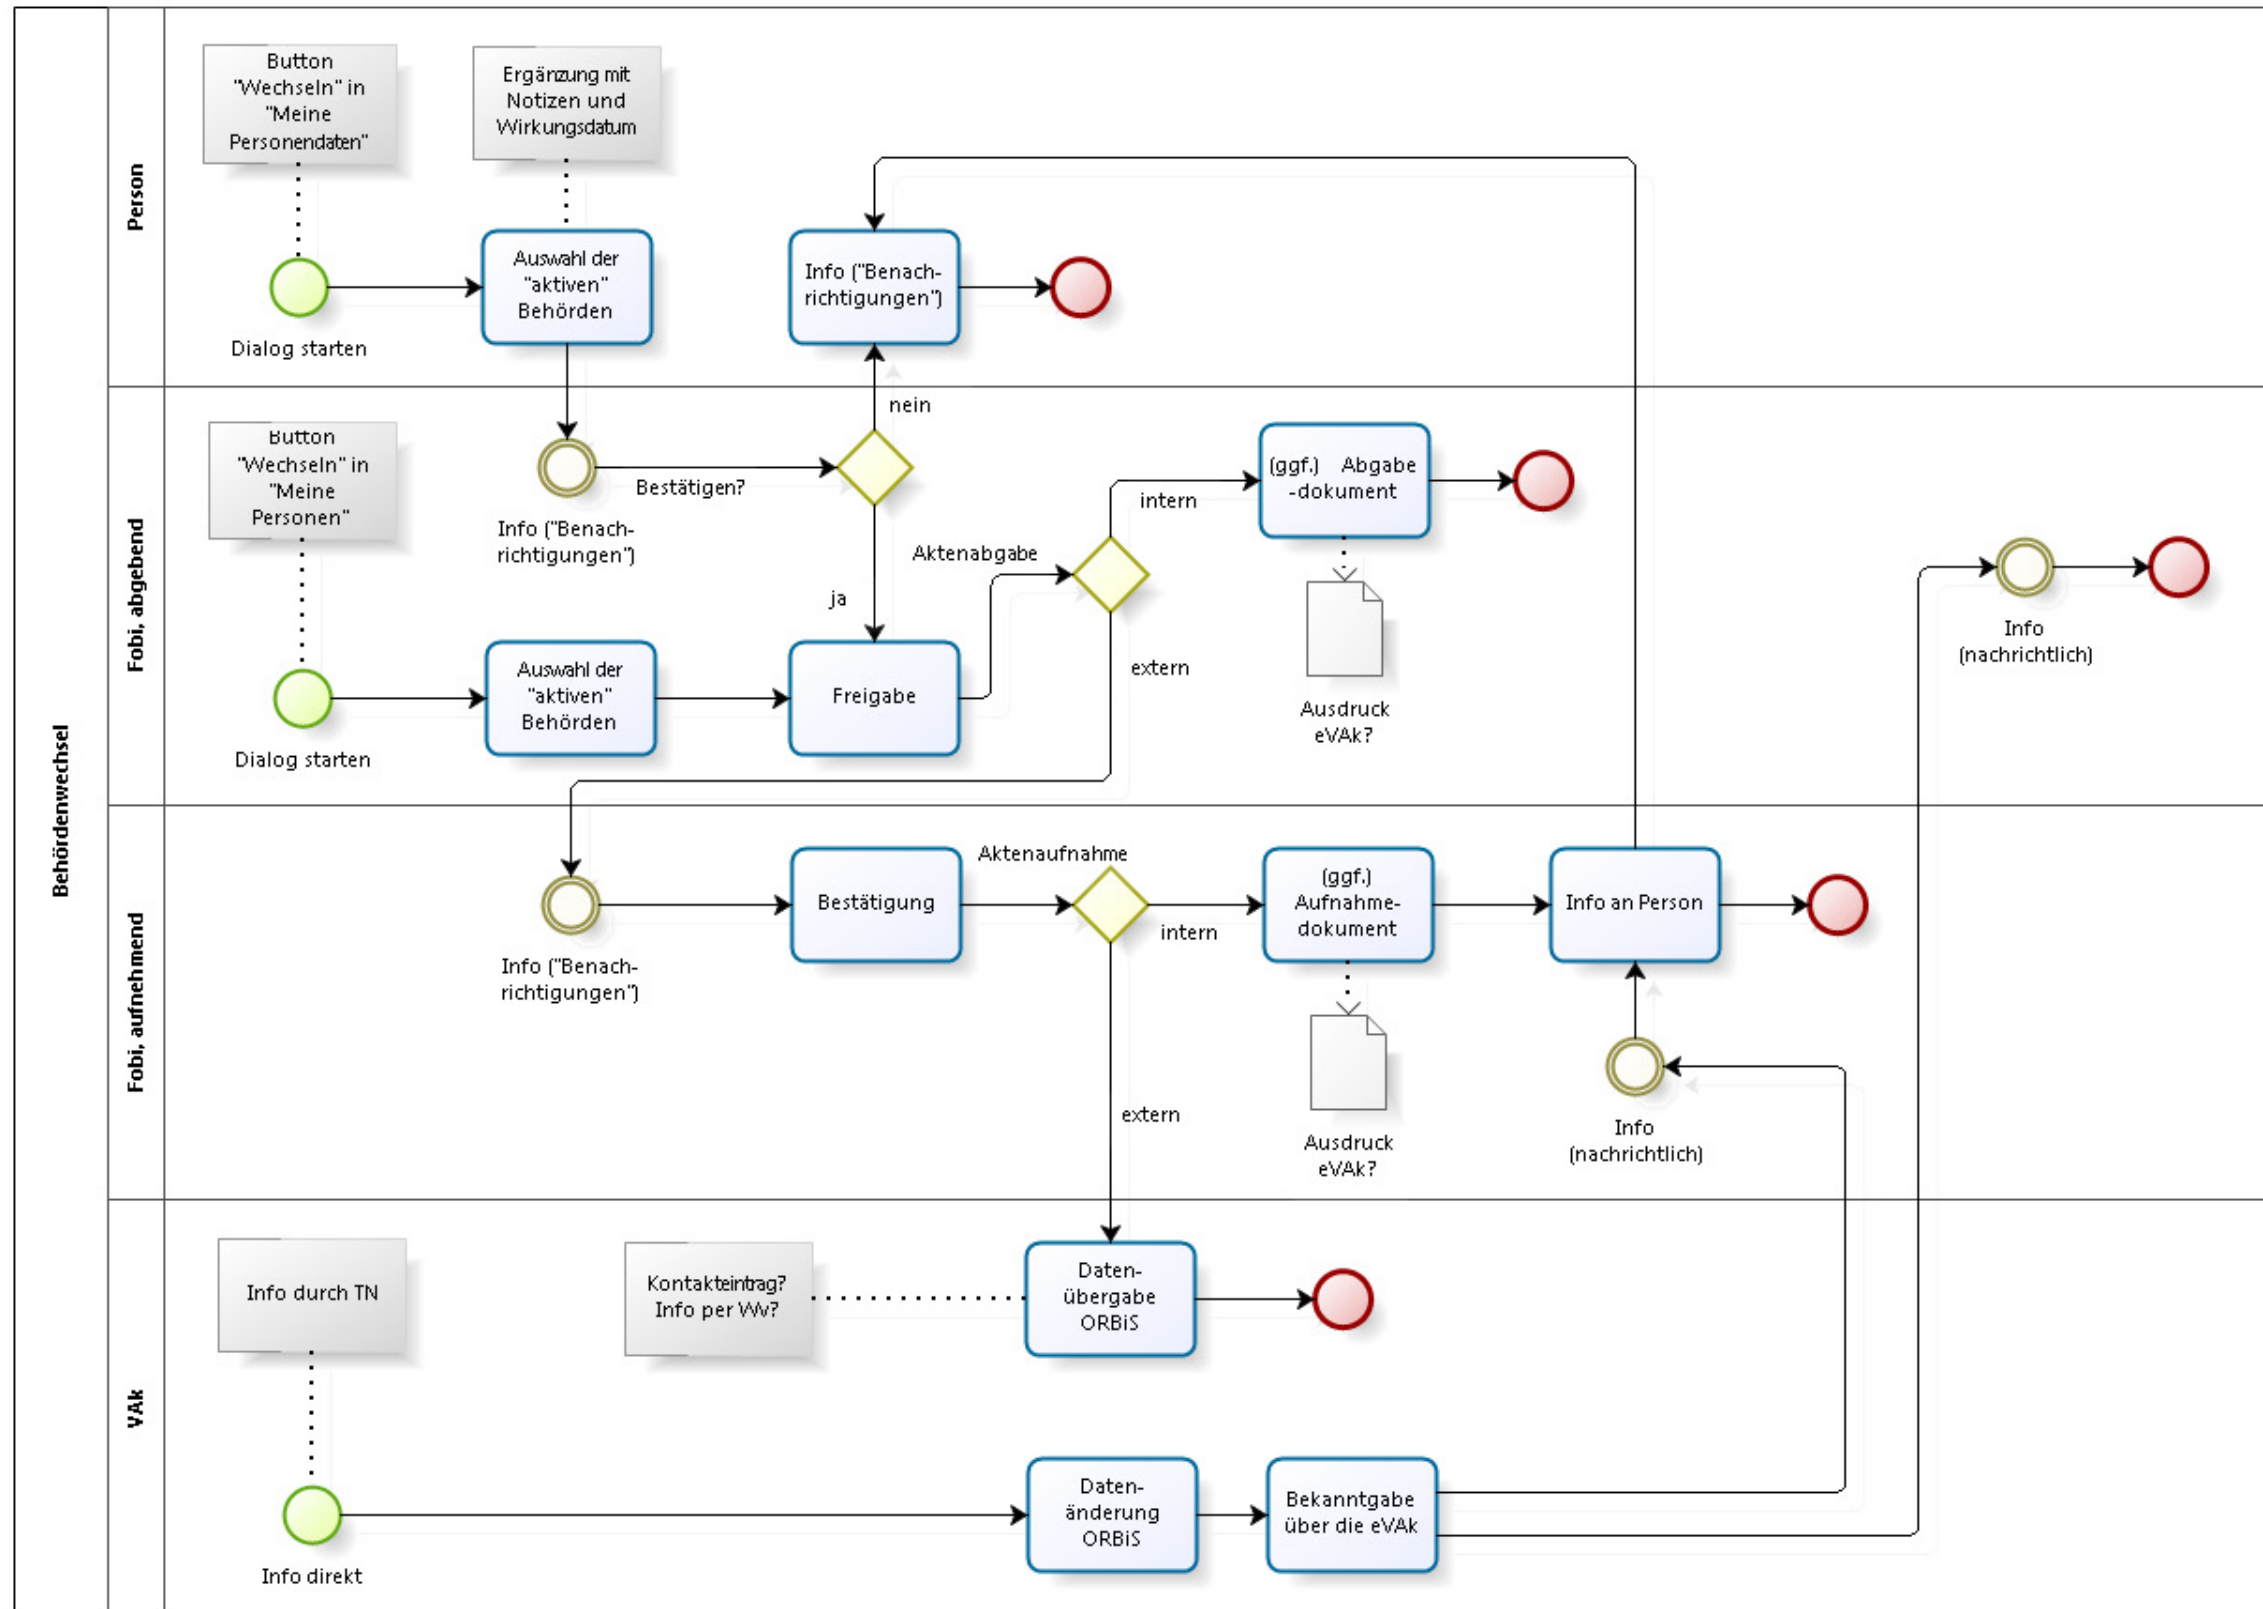 Behördenwechsel
Person
Button
"Wechseln" in
"Meine
Personendaten"
Ergänzung mit
Notizen und
Wirkungsdatum
Dialog starten
Auswahl der
"aktiven"
Behörden
Info ("Benach-
richtigungen")
Fobi, abgebend
Button
"Wechseln" in
"Meine
Personen"
Dialog starten
Info ("Benach-
richtigungen")
Bestätigen?
nein
ja
Auswahl der
"aktiven"
Behörden
Freigabe
Aktenabgabe
intern
extern
(ggf.) Abgabe
-dokument
Ausdruck
eVAk?
Info
(nachrichtlich)
Fobi, aufnehmend
Info ("Benach-
richtigungen")
Bestätigung
Aktenaufnahme
intern
extern
(ggf.)
Aufnahme-
dokument
Ausdruck
eVAk?
Info an Person
Info
(nachrichtlich)
VAk
Info durch TN
Info direkt
Kontakteintrag?
Info per Wv?
Daten-
übergabe
ORBiS
Daten-
änderung
ORBiS
Bekanntgabe
über die eVAk